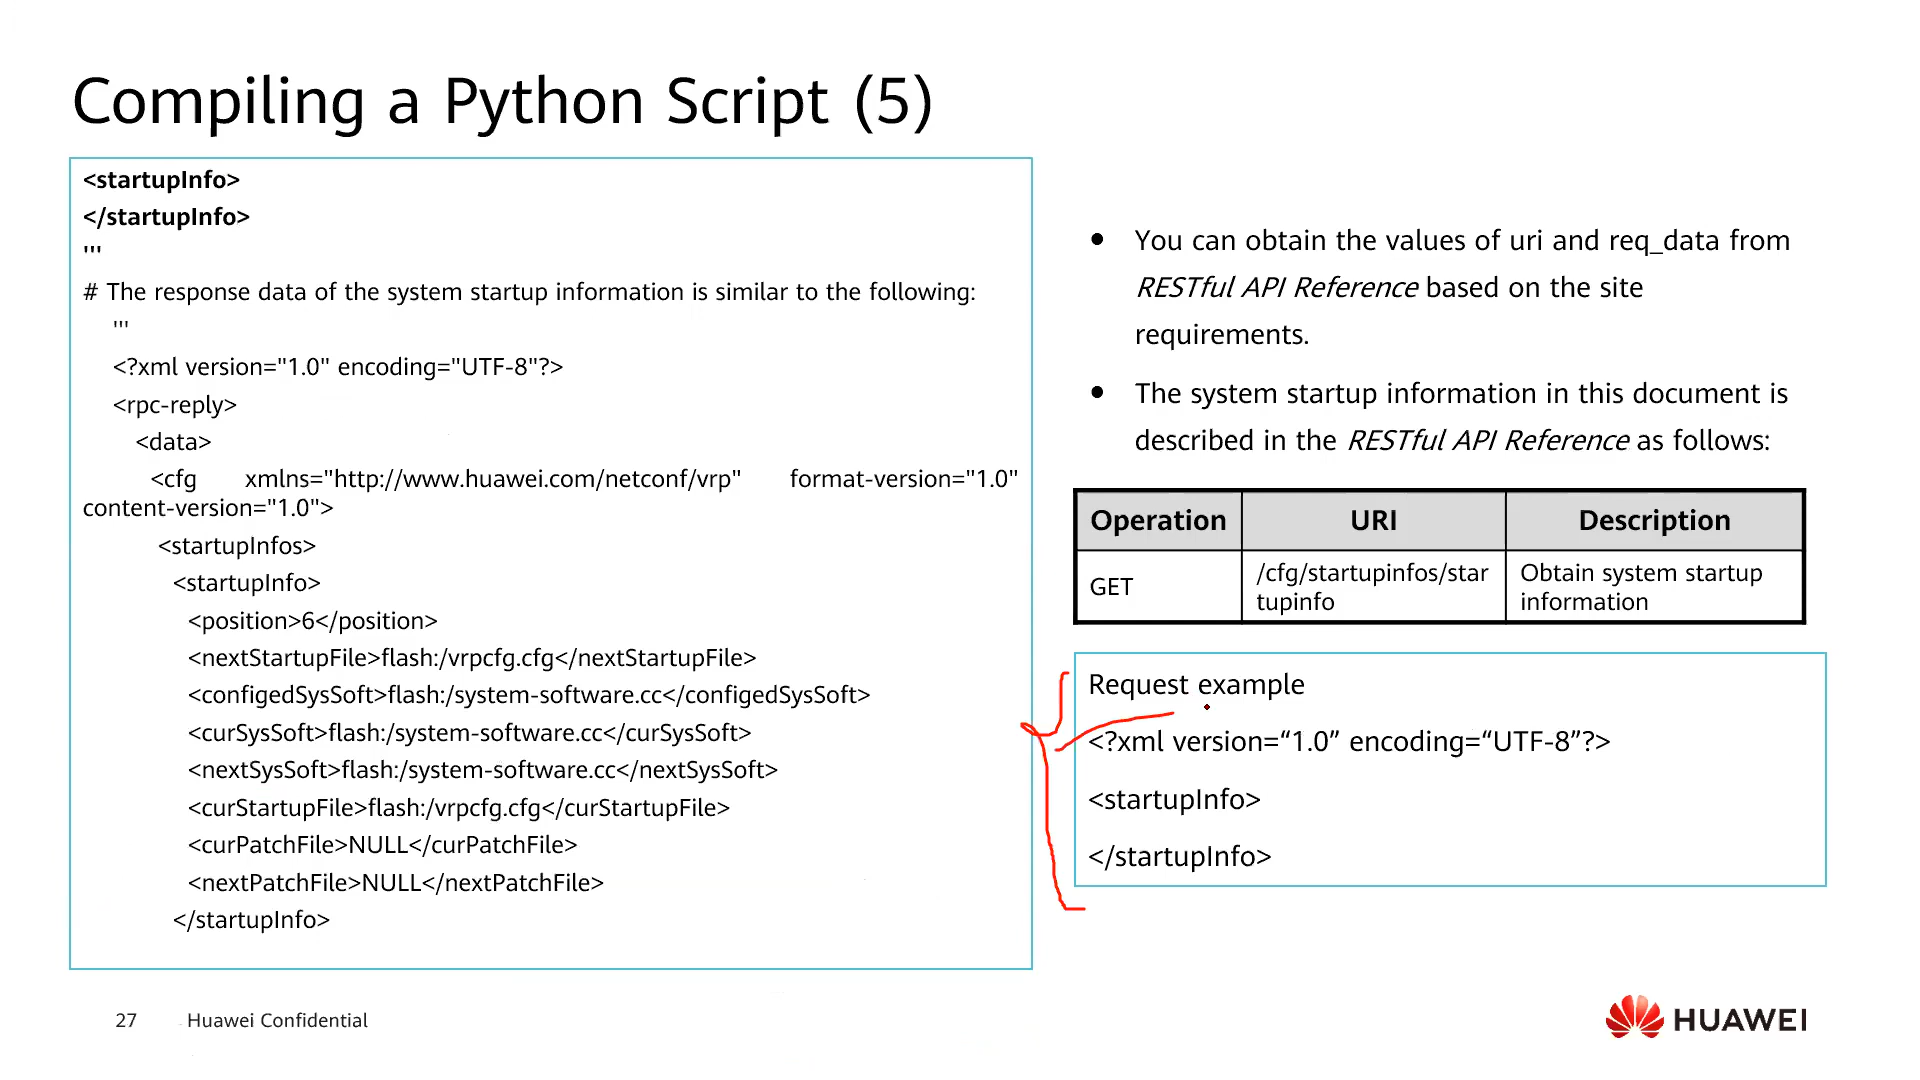 Compiling a Python Script (5)
<startupInfo>
</startupInfo>
'''
# The response data of the system startup information is similar to the following:
'''
<?xml version="1.0" encoding="UTF-8"?>
<rpc-reply>
<data>
<cfg xmlns="http://www.huawei.com/netconf/vrp" format-version="1.0"
content-version="1.0">
<startupInfos>
<startupInfo>
<position>6</position>
<nextStartupFile>flash:/vrpcfg.cfg</nextStartupFile>
<configedSysSoft>flash:/system-software.cc</configedSysSoft>
<curSysSoft>flash:/system-software.cc</curSysSoft>
<nextSysSoft>flash:/system-software.cc</nextSysSoft>
<curStartupFile>flash:/vrpcfg.cfg</curStartupFile>
<curPatchFile>NULL</curPatchFile>
<nextPatchFile>NULL</nextPatchFile>
</startupInfo>
• You can obtain the values of uri and req_data from
RESTful API Reference based on the site
requirements.
• The system startup information in this document is
described in the RESTful API Reference as follows:
Operation URI Description
GET /cfg/startupinfos/star Obtain system startup
tupinfo information
Request example
<?xml version=“1.0” encoding=“UTF-8”?>
<startupInfo>
</startupInfo>
27 Huawei Confidential
HUAWEI